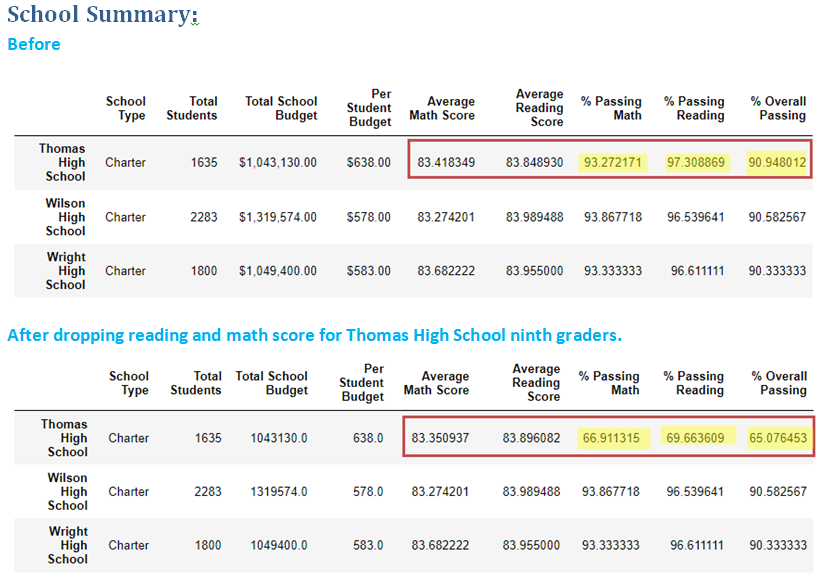 School Summary:
Before
School Type Total Students Total School Budget Per Student Budget Average Math Score Average Reading Score % Passing Math % Passing Reading % Overall Passing
Thomas High School Charter 1635 $1,043,130.00 $638.00 83.418349 83.848930 93.272171 97.308869 90.948012
Wilson High School Charter 2283 $1,319,574.00 $578.00 83.274201 83.989488 93.867718 96.539641 90.582567
Wright High School Charter 1800 $1,049,400.00 $583.00 83.682222 83.955000 93.333333 96.611111 90.333333
After dropping reading and math score for Thomas High School ninth graders.
School Type Total Students Total School Budget Per Student Budget Average Math Score Average Reading Score % Passing Math % Passing Reading % Overall Passing
Thomas High School Charter 1635 1043130.0 638.0 83.350937 83.896082 66.911315 69.663609 65.076453
Wilson High School Charter 2283 1319574.0 578.0 83.274201 83.989488 93.867718 96.539641 90.582567
Wright High School Charter 1800 1049400.0 583.0 83.682222 83.955000 93.333333 96.611111 90.333333